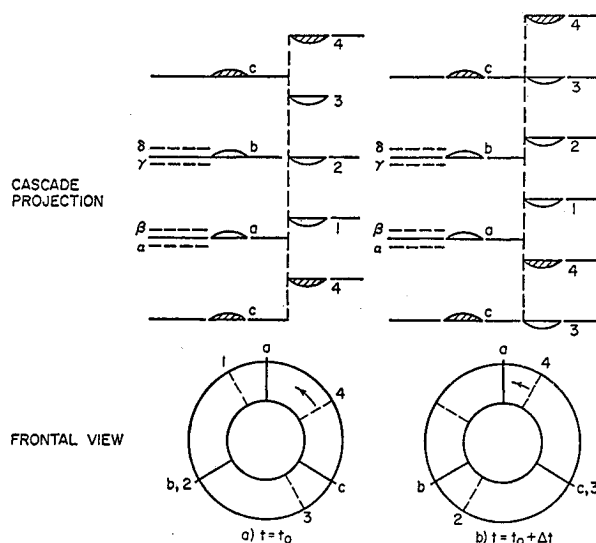 4
4
c
c
3
3
δ
b
δ
b
2
γ
2
γ
CASCADE
PROJECTION
1
β
a
1
β
a
α
α
4
4
c
c
3
a
a
1
4
4
FRONTAL VIEW
b, 2
c
b
c,3
3
2
a) t = t₀
b) t = t₀ + Δt